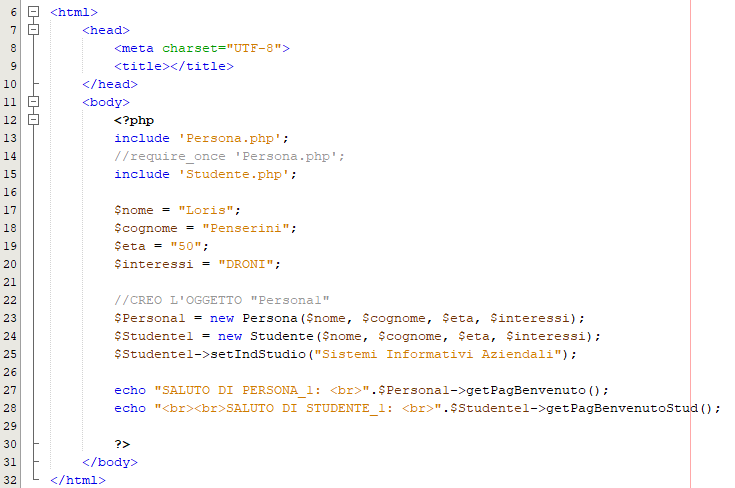 6 <html>
7 <head>
8 <meta charset="UTF-8">
9 <title></title>
10 </head>
11 <body>
12 <?php
13 include 'Persona.php';
14 //require_once 'Persona.php';
15 include 'Studente.php';
16
17 $nome = "Loris";
18 $cognome = "Penserini";
19 $eta = "50";
20 $interessi = "DRONI";
21
22 //CREO L'OGGETTO "Persona1"
23 $Persona1 = new Persona($nome, $cognome, $eta, $interessi);
24 $Studente1 = new Studente($nome, $cognome, $eta, $interessi);
25 $Studente1->setIndStudio("Sistemi Informativi Aziendali");
26
27 echo "SALUTO DI PERSONA_1: <br>".$Persona1->getPagBenvenuto();
28 echo "<br><br>SALUTO DI STUDENTE_1: <br>".$Studente1->getPagBenvenutoStud();
29
30 ?>
31 </body>
32 </html>